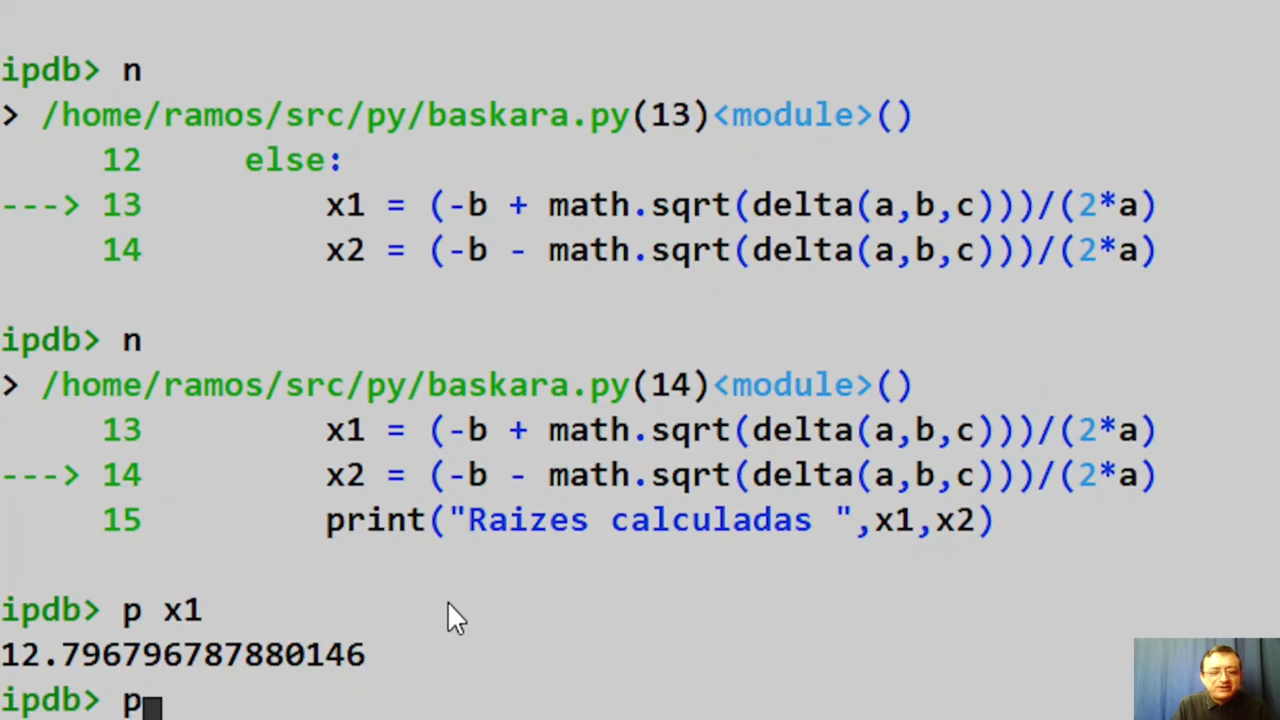 ipdb> n
> /home/ramos/src/py/baskara.py(13)<module>()
12     else:
---> 13         x1 = (-b + math.sqrt(delta(a,b,c)))/(2*a)
14         x2 = (-b - math.sqrt(delta(a,b,c)))/(2*a)
ipdb> n
> /home/ramos/src/py/baskara.py(14)<module>()
13         x1 = (-b + math.sqrt(delta(a,b,c)))/(2*a)
---> 14         x2 = (-b - math.sqrt(delta(a,b,c)))/(2*a)
15         print("Raizes calculadas ",x1,x2)
ipdb> p x1
12.796796787880146
ipdb> p